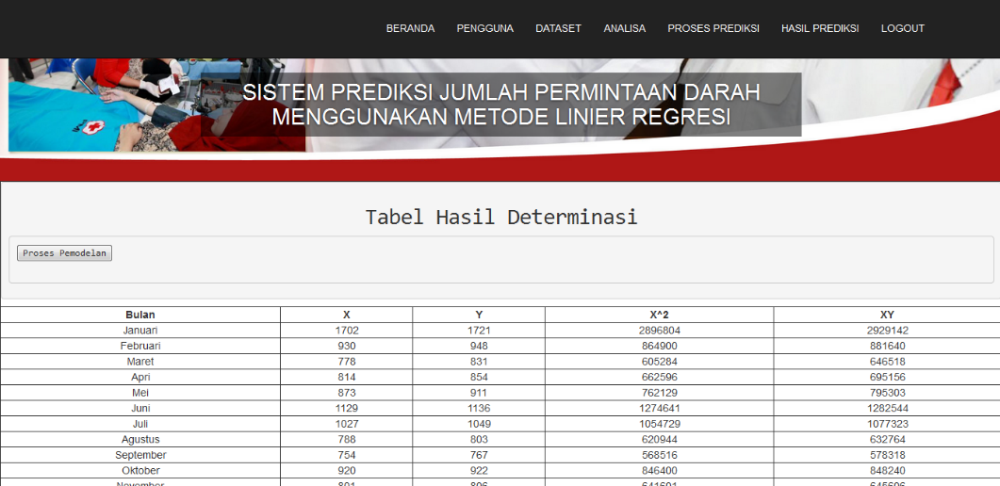 BERANDA PENGGUNA DATASET ANALISA PROSES PREDIKSI HASIL PREDIKSI LOGOUT
SISTEM PREDIKSI JUMLAH PERMINTAAN DARAH
MENGGUNAKAN METODE LINIER REGRESI
Tabel Hasil Determinasi
Proses Pemodelan
Bulan X Y X^2 XY
Januari 1702 1721 2896804 2929142
Februari 930 948 864900 881640
Maret 778 831 605284 646518
Apri 814 854 662596 695156
Mei 873 911 762129 795303
Juni 1129 1136 1274641 1282544
Juli 1027 1049 1054729 1077323
Agustus 788 803 620944 632764
September 754 767 568516 578318
Oktober 920 922 846400 848240
November 801 806 641601 645606